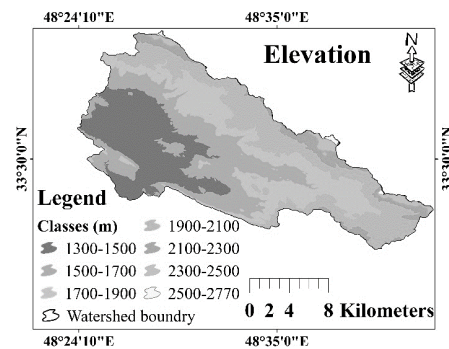 48°24'10"E 48°35'0"E
Elevation
N
33°30'0"N 33°30'0"N
Legend
Classes (m)
1300-1500
1500-1700
1700-1900
1900-2100
2100-2300
2300-2500
2500-2770
Watershed boundry
0 2 4 8 Kilometers
48°24'10"E 48°35'0"E